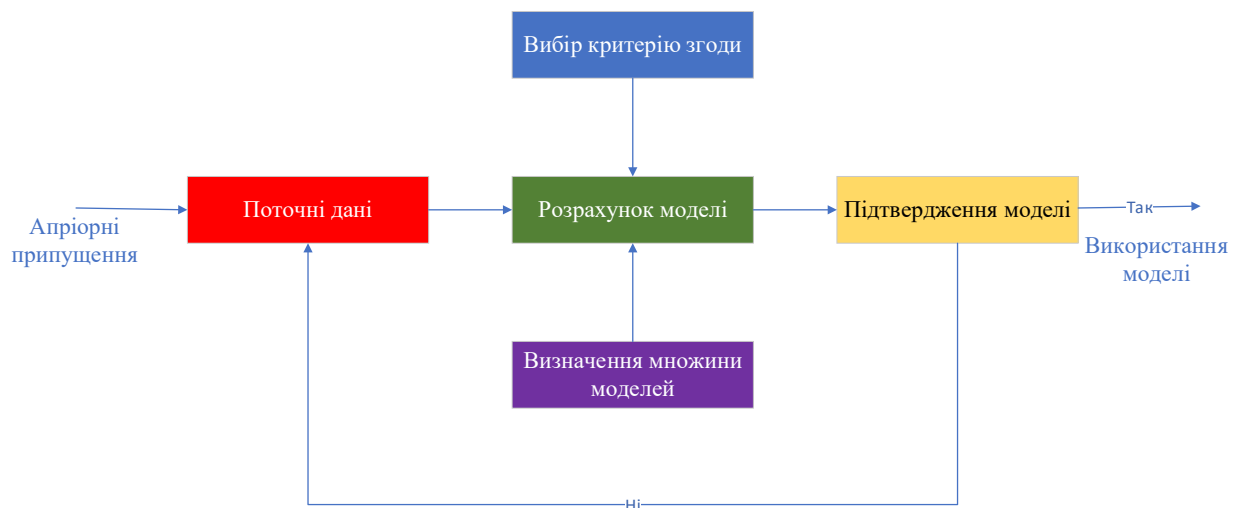 Вибір критерію згоди
Апріорні
припущення
Поточні дані
Розрахунок моделі
Підтвердження моделі
Так
Використання
моделі
Визначення множини
моделей
Ні